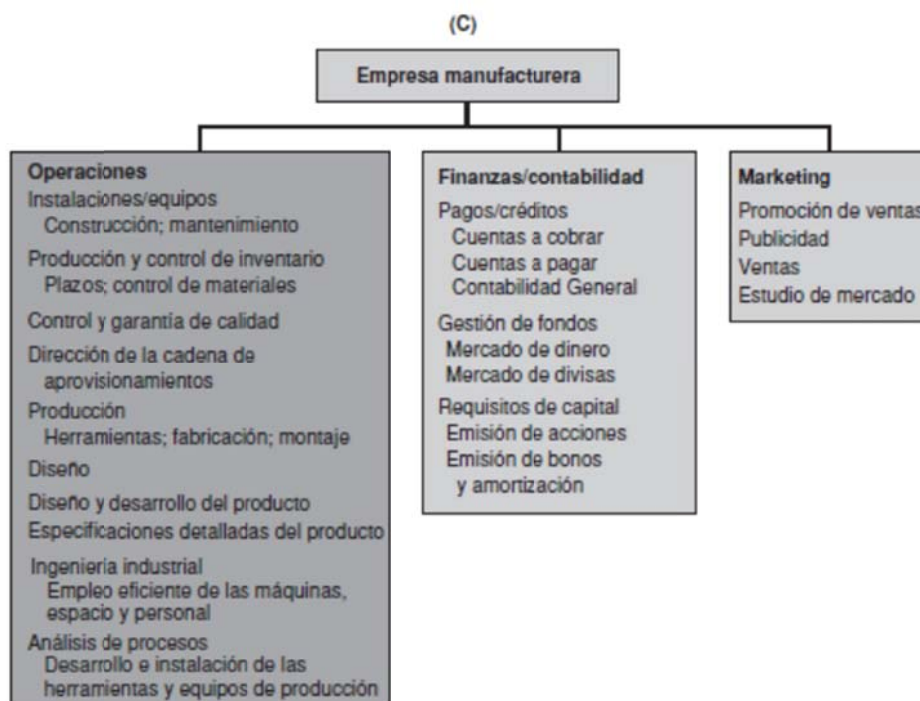 (C)
Empresa manufacturera
Operaciones
Instalaciones/equipos
Construcción; mantenimiento
Producción y control de inventario
Plazos; control de materiales
Control y garantía de calidad
Dirección de la cadena de
aprovisionamientos
Producción
Herramientas; fabricación; montaje
Diseño
Diseño y desarrollo del producto
Especificaciones detalladas del producto
Ingeniería industrial
Empleo eficiente de las máquinas,
espacio y personal
Análisis de procesos
Desarrollo e instalación de las
herramientas y equipos de producción
Finanzas/contabilidad
Pagos/créditos
Cuentas a cobrar
Cuentas a pagar
Contabilidad General
Gestión de fondos
Mercado de dinero
Mercado de divisas
Requisitos de capital
Emisión de acciones
Emisión de bonos
y amortización
Marketing
Promoción de ventas
Publicidad
Ventas
Estudio de mercado